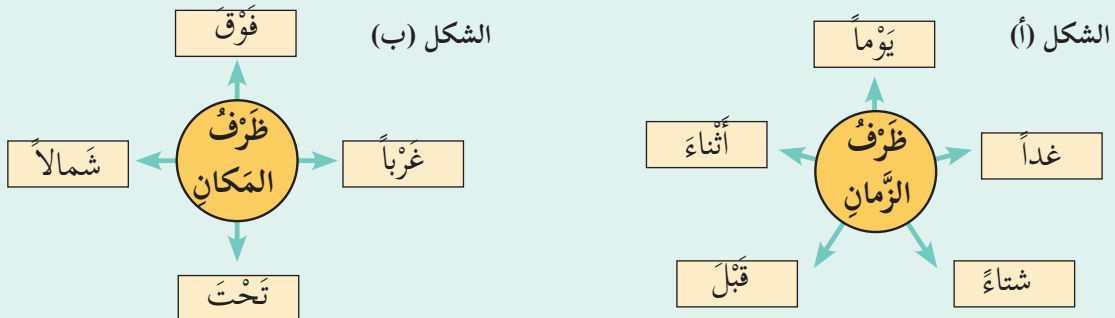 الشكل (أ)
يَوْماً
غداً
أَثْناءَ
ظَرْفُ
الزَّمانِ
شتاءً
قَبْلَ
الشكل (ب)
فَوْقَ
غَرْباً
ظَرْفُ
المَكانِ
شَمالاً
تَحْتَ